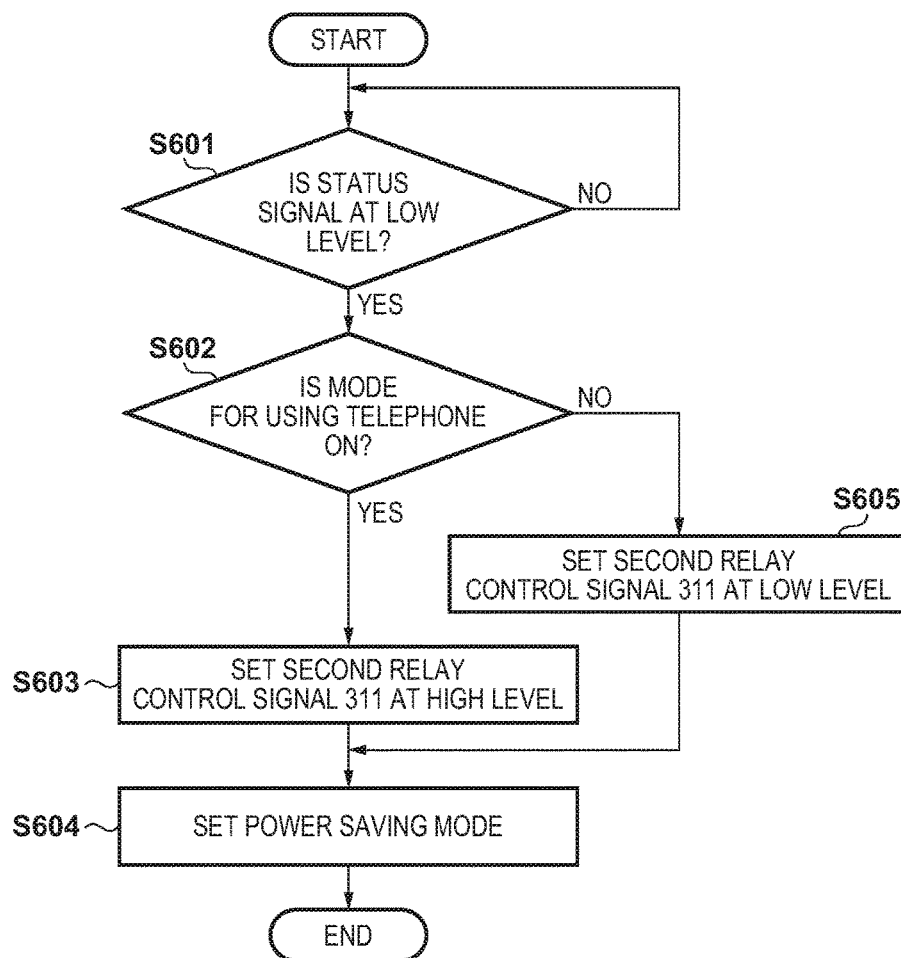 START
S601
IS STATUS
SIGNAL AT LOW
LEVEL?
NO
YES
S602
IS MODE
FOR USING TELEPHONE
ON?
NO
YES
S605
SET SECOND RELAY
CONTROL SIGNAL 311 AT LOW LEVEL
S603
SET SECOND RELAY
CONTROL SIGNAL 311 AT HIGH LEVEL
S604
SET POWER SAVING MODE
END